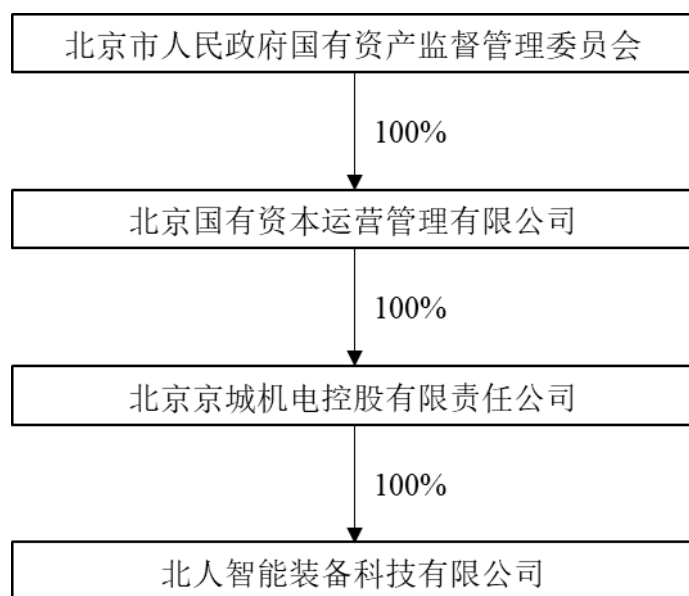 北京市人民政府国有资产监督管理委员会
100%
北京国有资本运营管理有限公司
100%
北京京城机电控股有限责任公司
100%
北人智能装备科技有限公司